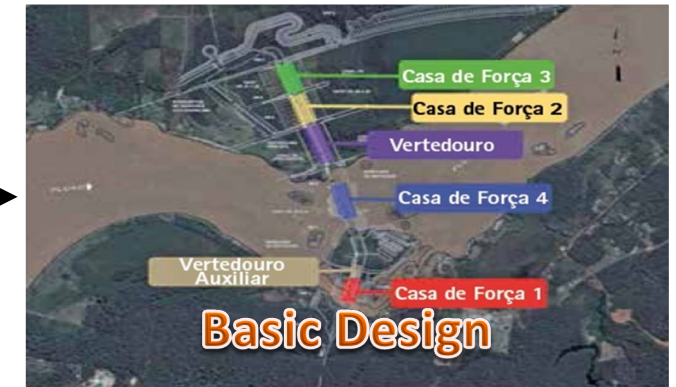 Casa de Força 3
Casa de Força 2
Vertedouro
Casa de Força 4
Vertedouro
Auxiliar
Casa de Força 1
Basic Design